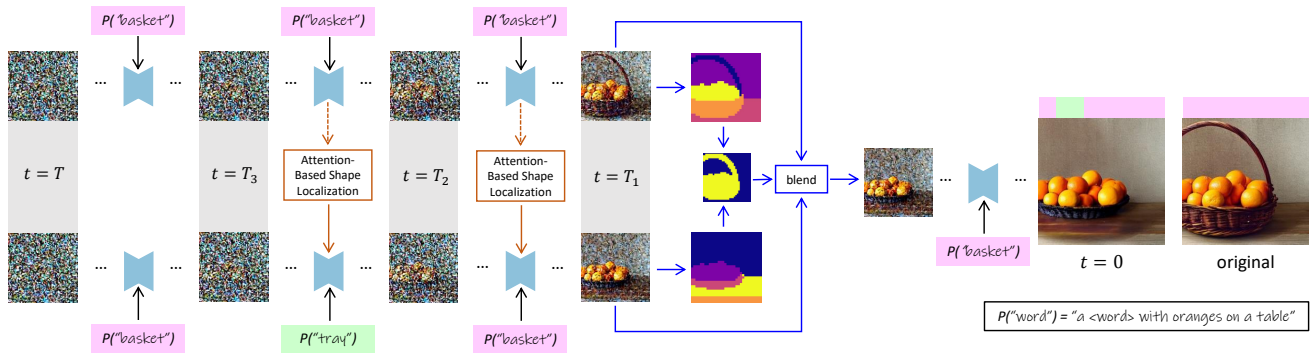 P("basket")
P("basket")
P("basket")
...
...
...
...
...
...
t = T
t = T₃
Attention-
Based Shape
Localization
t = T₂
Attention-
Based Shape
Localization
t = T₁
blend
...
...
...
...
...
...
...
...
P("basket")
P("tray")
P("basket")
P("basket")
t = 0
original
P("word") = "a <word> with oranges on a table"